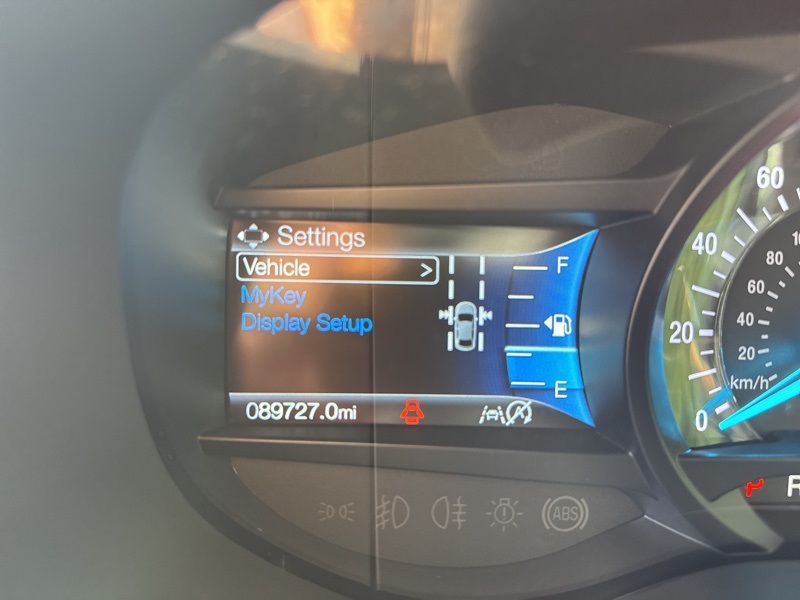 Settings
Vehicle >
MyKey
Display Setup
F
E
089727.0mi
ABS
60
40
20
0
80
60
40
20
km/h
R